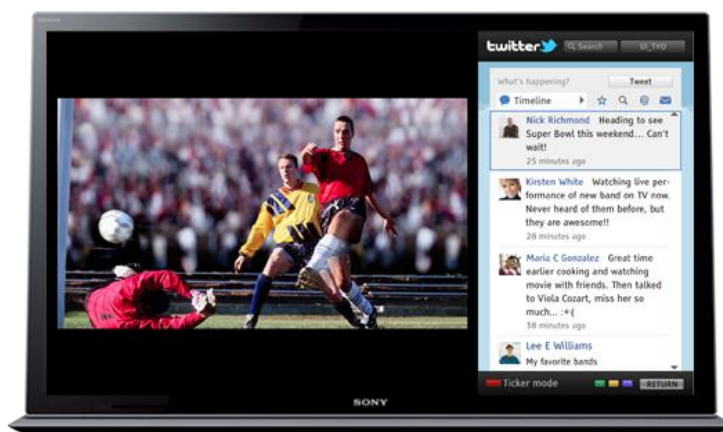 twitter
Search
UI_TYO
What's happening?
Tweet
Timeline
Nick Richmond Heading to see
Super Bowl this weekend... Can't
wait!
25 minutes ago
Kirsten White Watching live per-
formance of new band on TV now.
Never heard of them before, but
they are awesome!!
28 minutes ago
Maria C Gonzalez Great time
earlier cooking and watching
movie with friends. Then talked
to Viola Cozart, miss her so
much... :+(
38 minutes ago
Lee E Williams
My favorite bands
Ticker mode
RETURN
SONY